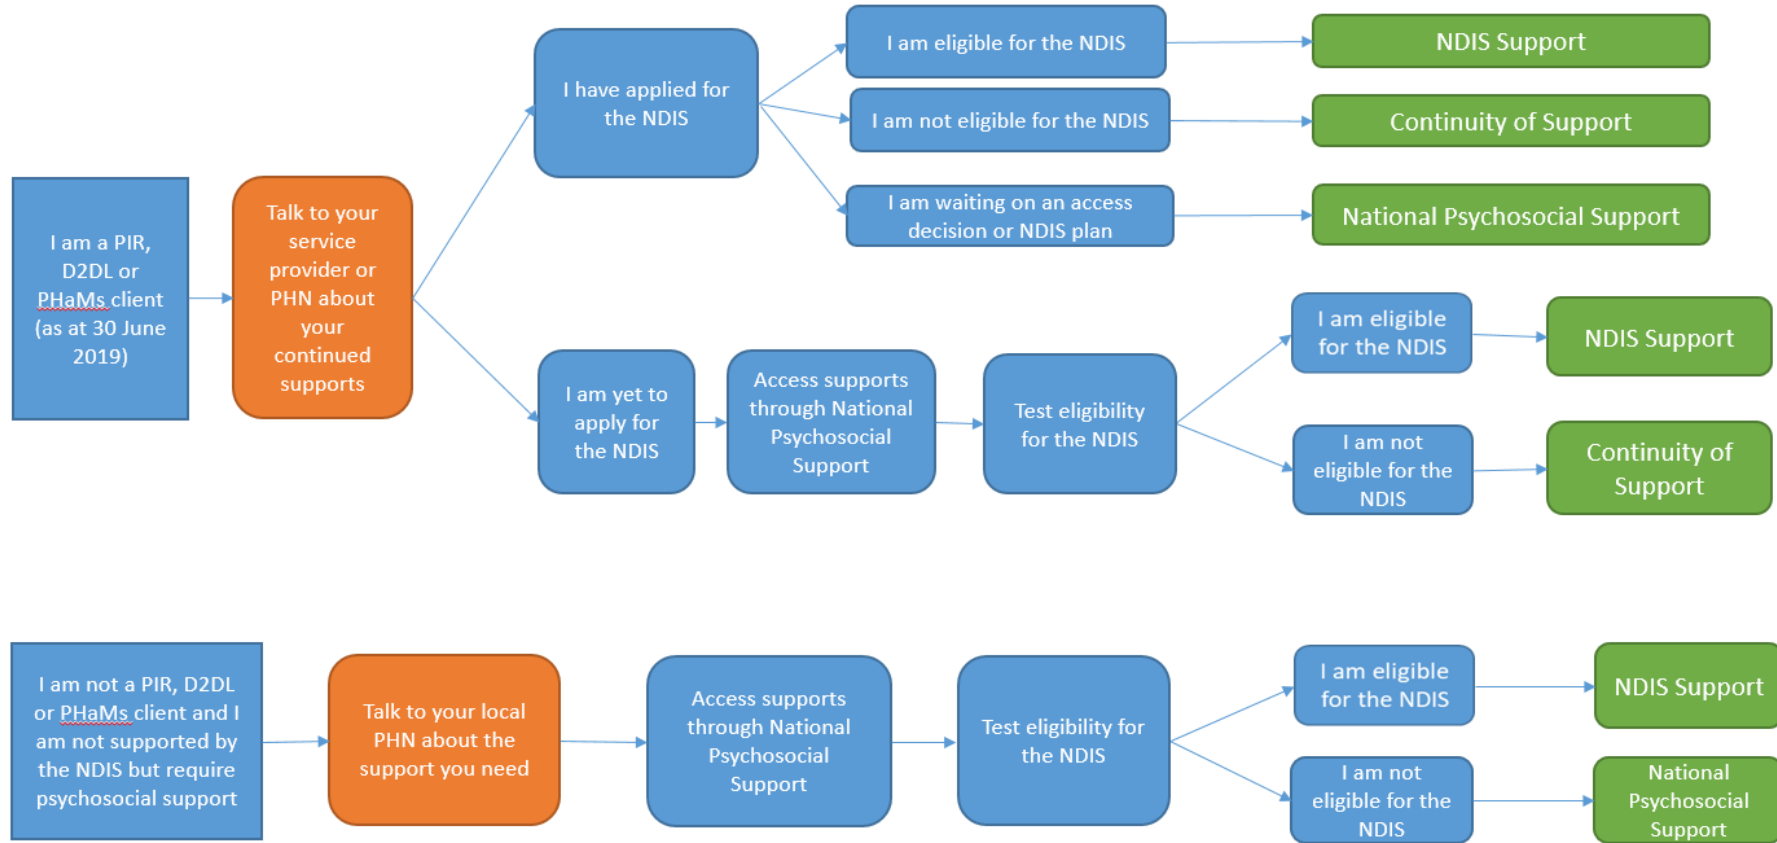 I am a PIR,
D2DL or
PHaMs client
(as at 30 June
2019)
Talk to your
service
provider or
PHN about
your
continued
supports
I have applied for
the NDIS
I am eligible for the NDIS
NDIS Support
I am not eligible for the NDIS
Continuity of Support
I am waiting on an access
decision or NDIS plan
National Psychosocial Support
I am yet to
apply for
the NDIS
Access supports
through National
Psychosocial
Support
Test eligibility
for the NDIS
I am eligible
for the NDIS
NDIS Support
I am not
eligible for the
NDIS
Continuity of
Support
I am not a PIR, D2DL
or PHaMs client and I
am not supported by
the NDIS but require
psychosocial support
Talk to your local
PHN about the
support you need
Access supports
through National
Psychosocial
Support
Test eligibility for
the NDIS
I am eligible
for the NDIS
NDIS Support
I am not
eligible for the
NDIS
National
Psychosocial
Support